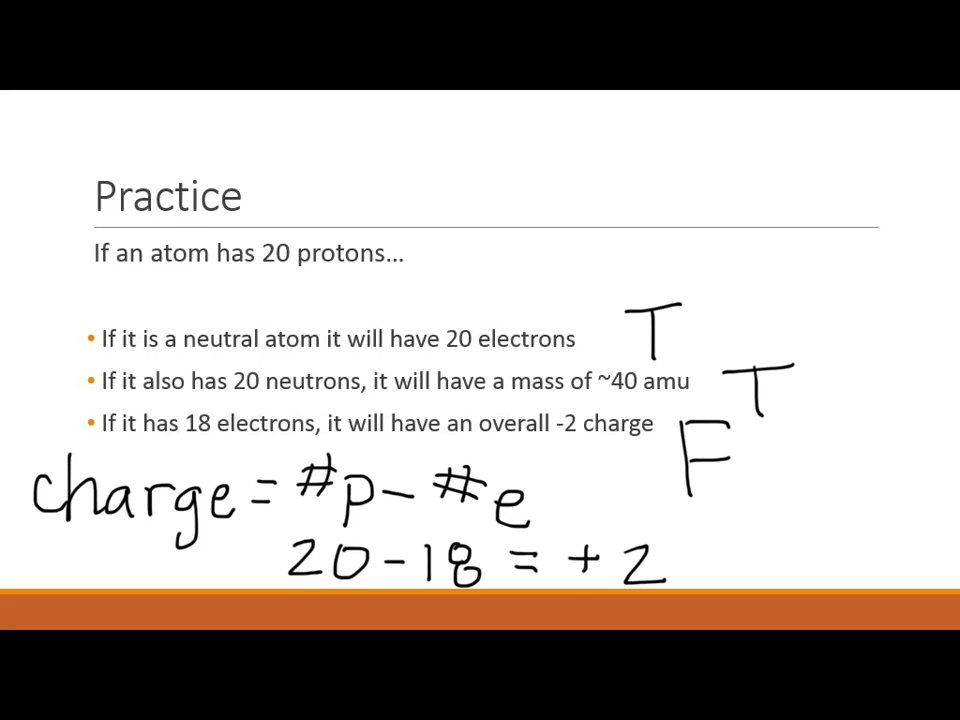 Practice
If an atom has 20 protons...
• If it is a neutral atom it will have 20 electrons T
• If it also has 20 neutrons, it will have a mass of ~40 amu T
• If it has 18 electrons, it will have an overall -2 charge F
charge = #p - #e
20 - 18 = +2